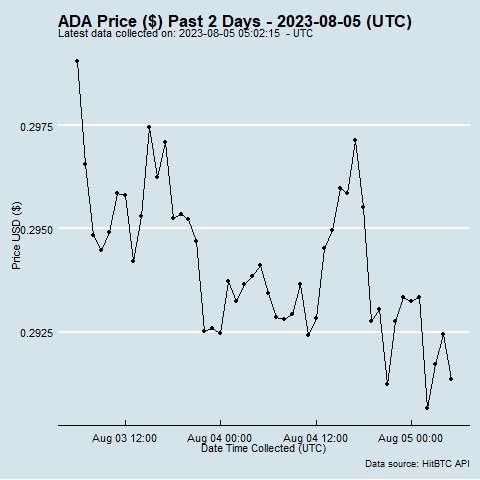 ADA Price ($) Past 2 Days - 2023-08-05 (UTC)
Latest data collected on: 2023-08-05 05:02:15 - UTC
0.2975
0.2950
0.2925
Price USD ($)
Aug 03 12:00
Aug 04 00:00
Aug 04 12:00
Aug 05 00:00
Date Time Collected (UTC)
Data source: HitBTC API